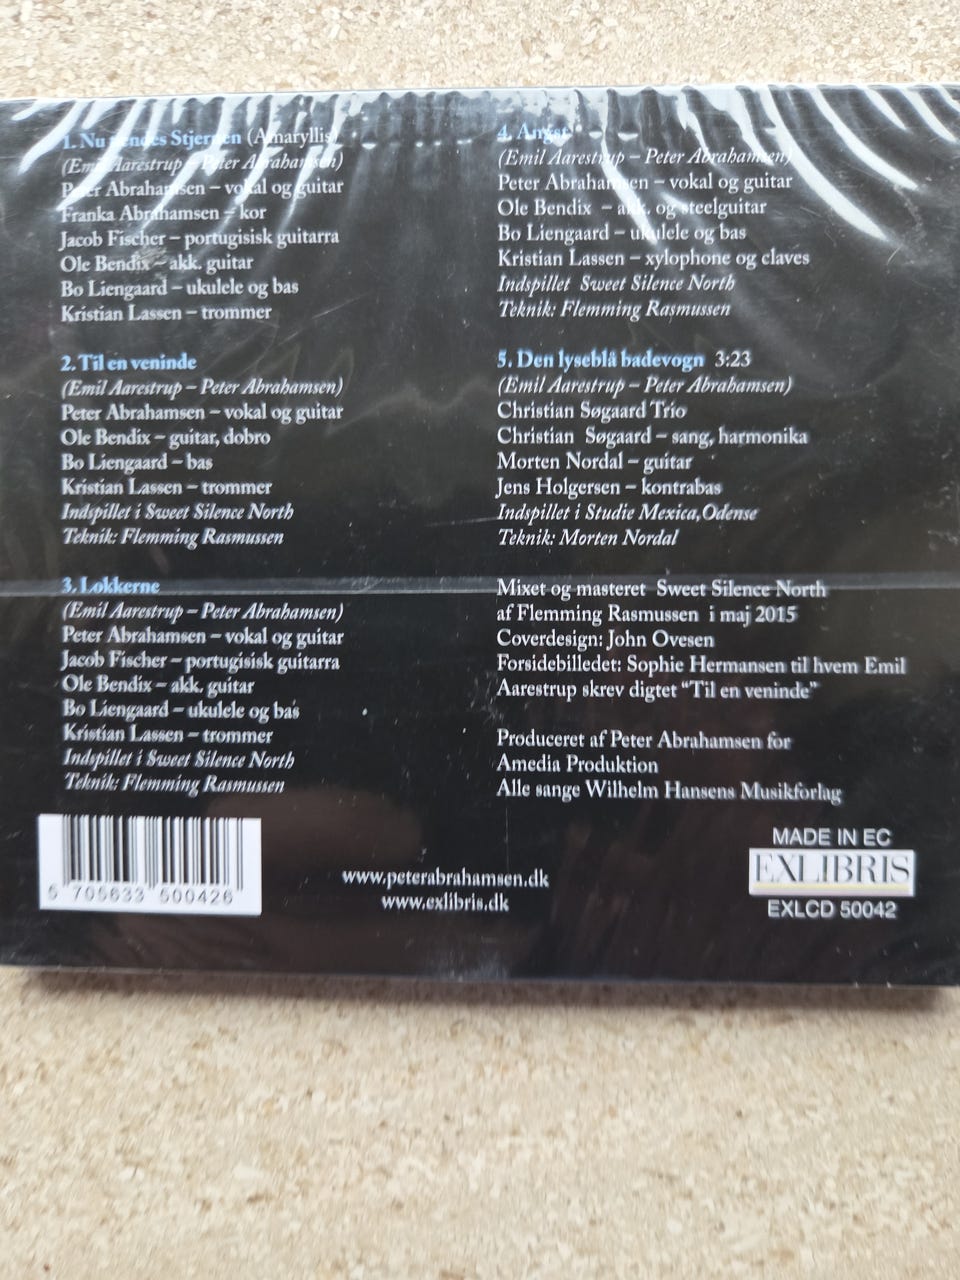 1. Nu tændes Stjernen (Amaryllis)
(Emil Aarestrup – Peter Abrahamsen)
Peter Abrahamsen – vokal og guitar
Franka Abrahamsen – kor
Jacob Fischer – portugisisk guitarra
Ole Bendix – akk. guitar
Bo Liengaard – ukulele og bas
Kristian Lassen – trommer
2. Til en veninde
(Emil Aarestrup – Peter Abrahamsen)
Peter Abrahamsen – vokal og guitar
Ole Bendix – guitar, dobro
Bo Liengaard – bas
Kristian Lassen – trommer
Indspillet i Sweet Silence North
Teknik: Flemming Rasmussen
3. Lokkerne
(Emil Aarestrup – Peter Abrahamsen)
Peter Abrahamsen – vokal og guitar
Jacob Fischer – portugisisk guitarra
Ole Bendix – akk. guitar
Bo Liengaard – ukulele og bas
Kristian Lassen – trommer
Indspillet i Sweet Silence North
Teknik: Flemming Rasmussen
4. Angst
(Emil Aarestrup – Peter Abrahamsen)
Peter Abrahamsen – vokal og guitar
Ole Bendix – akk. og steelguitar
Bo Liengaard – ukulele og bas
Kristian Lassen – xylophone og claves
Indspillet Sweet Silence North
Teknik: Flemming Rasmussen
5. Den lyseblå badevogn 3:23
(Emil Aarestrup – Peter Abrahamsen)
Christian Søgaard Trio
Christian Søgaard – sang, harmonika
Morten Nordal – guitar
Jens Holgersen – kontrabas
Indspillet i Studie Mexica, Odense
Teknik: Morten Nordal
Mixet og masteret Sweet Silence North
af Flemming Rasmussen i maj 2015
Coverdesign: John Ovesen
Forsidebilledet: Sophie Hermansen til hvem Emil
Aarestrup skrev digtet “Til en veninde”
Produceret af Peter Abrahamsen for
Amedia Produktion
Alle sange Wilhelm Hansens Musikforlag
5 705633 500426
www.peterabrahamsen.dk
www.exlibris.dk
MADE IN EC
EXLIBRIS
EXLCD 50042